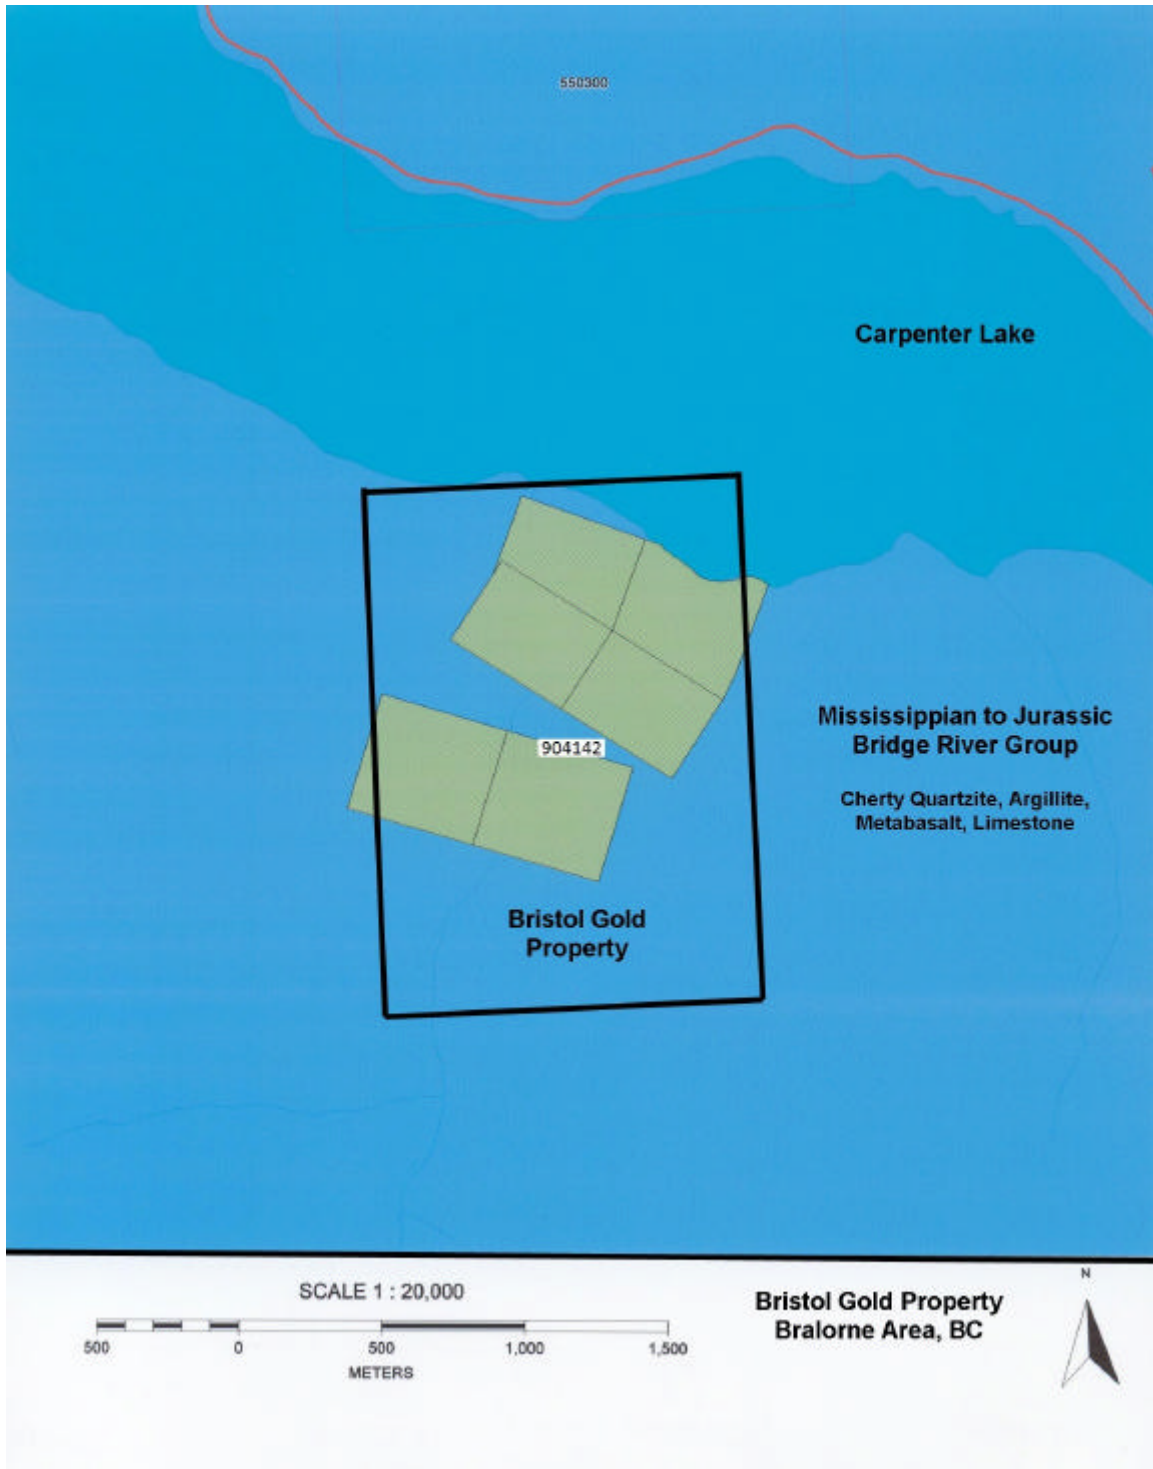 550300
Carpenter Lake
Mississippian to Jurassic
Bridge River Group
904142
Cherty Quartzite, Argillite,
Metabasalt, Limestone
Bristol Gold
Property
SCALE 1 : 20,000
500 0 500 1,000 1,500
METERS
Bristol Gold Property
Bralorne Area, BC
N